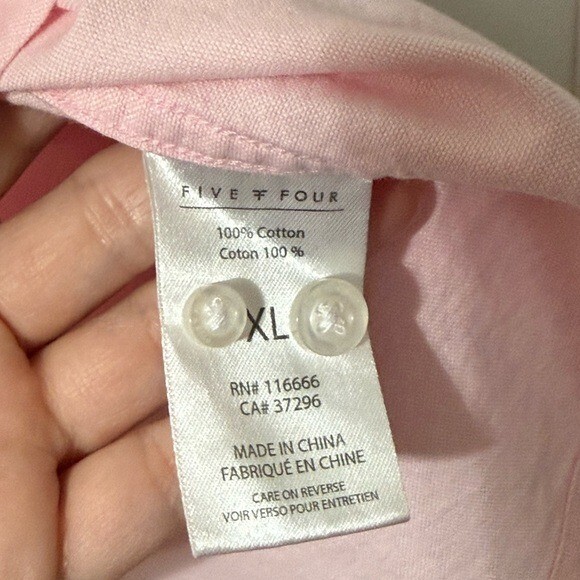 FIVE FOUR
100% Cotton
Coton 100 %
XL
RN# 116666
CA# 37296
MADE IN CHINA
FABRIQUÉ EN CHINE
CARE ON REVERSE
VOIR VERSO POUR ENTRETIEN